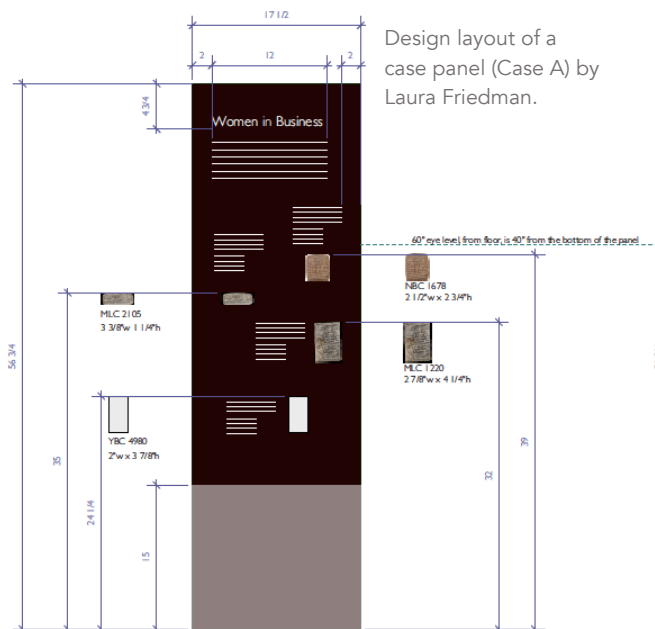 17 1/2
2
12
2
Design layout of a
case panel (Case A) by
Laura Friedman.
4 3/4
Women in Business
60" eye level, from floor, is 40" from the bottom of the panel
NBC 1678
2 1/2"w x 2 3/4"h
MLC 2105
3 3/8"w 1 1/4"h
56 3/4
MLC 1220
2 7/8"w x 4 1/4"h
YBC 4980
2"w x 3 7/8"h
39
35
32
24 1/4
15